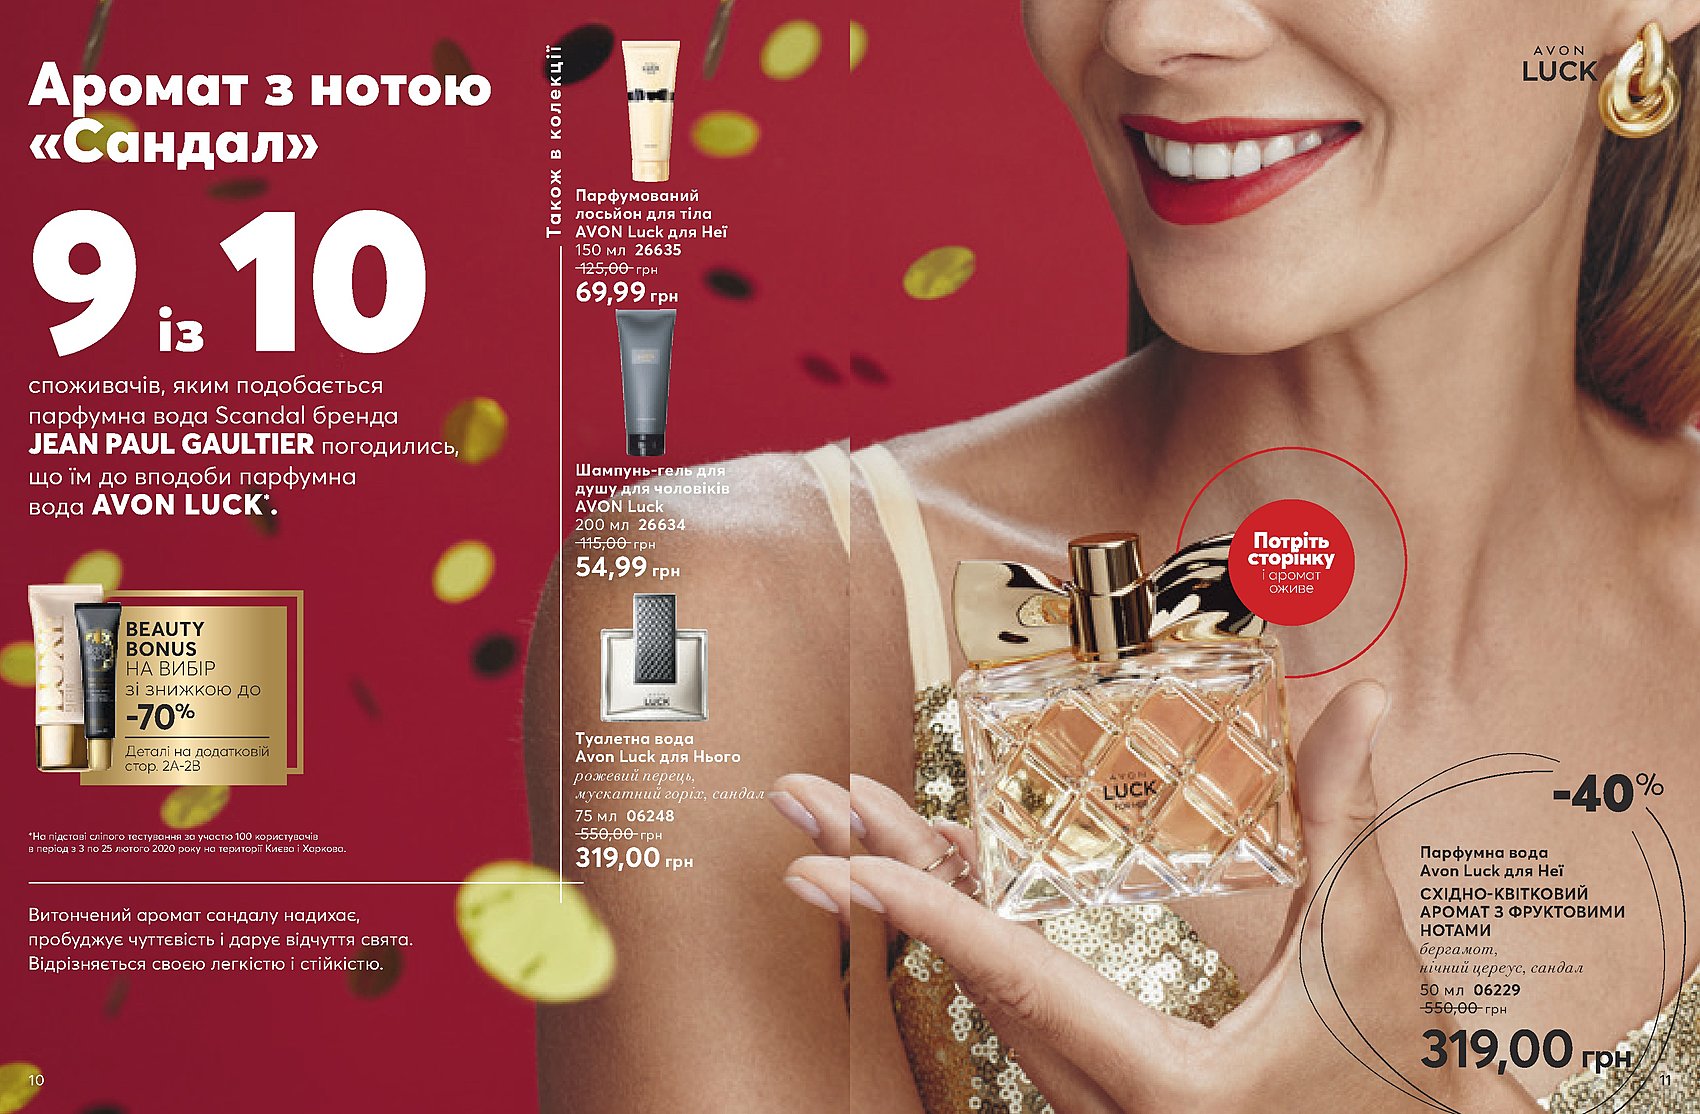 Аромат з нотою
«Сандал»
9 із 10
споживачів, яким подобається
парфумна вода Scandal бренда
JEAN PAUL GAULTIER погодились,
що їм до вподоби парфумна
вода AVON LUCK*.
LUXE
BEAUTY
BONUS
НА ВИБІР
зі знижкою до
-70%
Деталі на додатковій
стор. 2А-2В
*На підставі сліпого тестування за участю 100 користувачів
в період з 3 по 25 лютого 2020 року на території Києва і Харкова.
Витончений аромат сандалу надихає,
пробуджує чуттєвість і дарує відчуття свята.
Відрізняється своєю легкістю і стійкістю.
10
Також в колекції
Парфумований
лосьйон для тіла
AVON Luck для Неї
150 мл 26635
125,00 грн
69,99 грн
Шампунь-гель для
душу для чоловіків
AVON Luck
200 мл 26634
115,00 грн
54,99 грн
AVON
LUCK
Туалетна вода
Avon Luck для Нього
рожевий перець,
мускатний горіх, сандал
75 мл 06248
550,00 грн
319,00 грн
AVON
LUCK
Потріть
сторінку
і аромат
оживе
AVON
LUCK
-40%
Парфумна вода
Avon Luck для Неї
СХІДНО-КВІТКОВИЙ
АРОМАТ З ФРУКТОВИМИ
НОТАМИ
бергамот,
нічний цереус, сандал
50 мл 06229
550,00 грн
319,00 грн
11